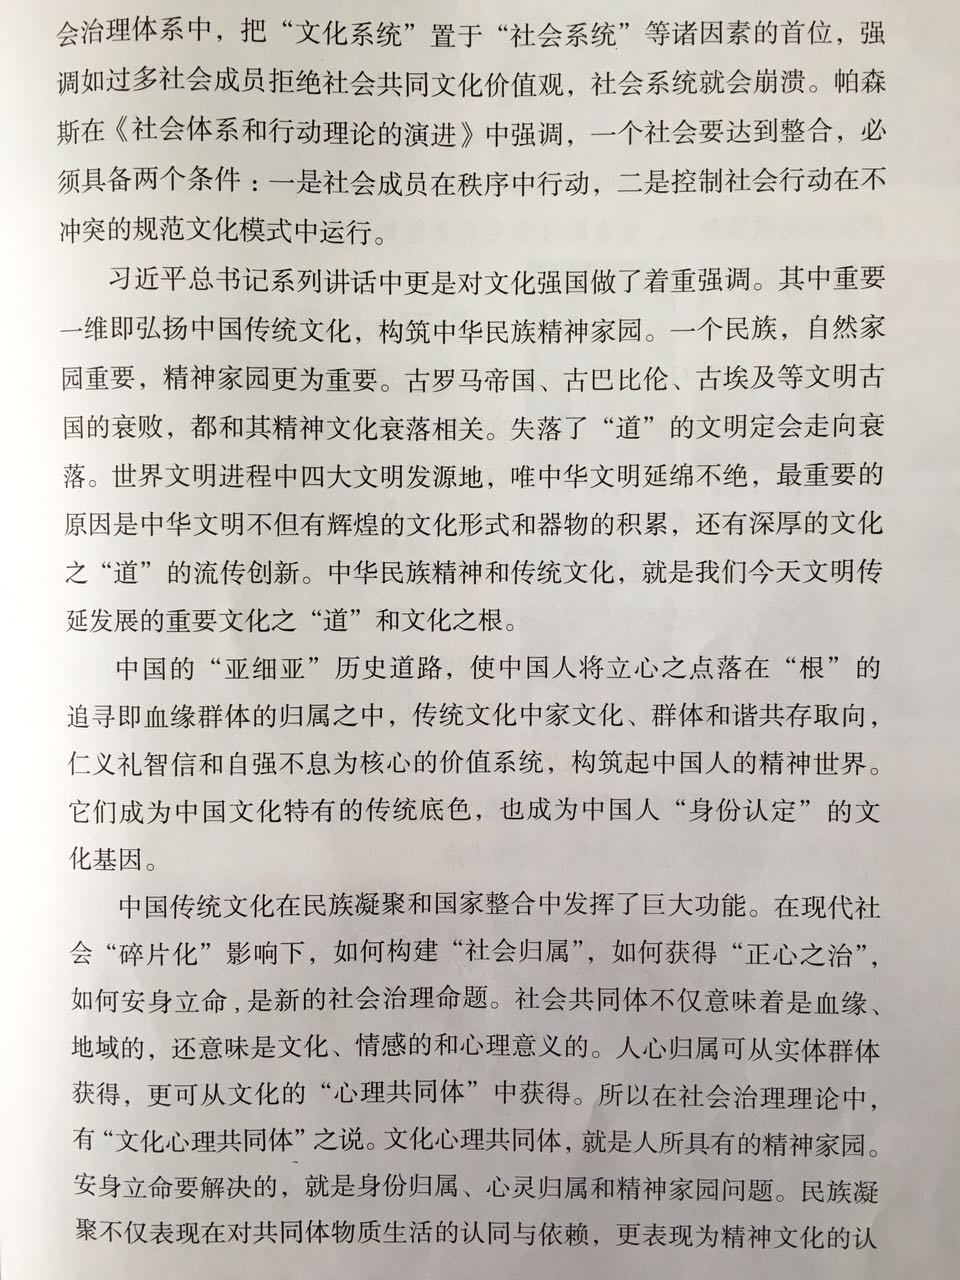 会治理体系中，把“文化系统”置于“社会系统”等诸因素的首位，强
调如过多社会成员拒绝社会共同文化价值观，社会系统就会崩溃。帕森
斯在《社会体系和行动理论的演进》中强调，一个社会要达到整合，必
须具备两个条件：一是社会成员在秩序中行动，二是控制社会行动在不
冲突的规范文化模式中运行。
习近平总书记系列讲话中更是对文化强国做了着重强调。其中重要
一维即弘扬中国传统文化，构筑中华民族精神家园。一个民族，自然家
园重要，精神家园更为重要。古罗马帝国、古巴比伦、古埃及等文明古
国的衰败，都和其精神文化衰落相关。失落了“道”的文明定会走向衰
落。世界文明进程中四大文明发源地，唯中华文明延绵不绝，最重要的
原因是中华文明不但有辉煌的文化形式和器物的积累，还有深厚的文化
之“道”的流传创新。中华民族精神和传统文化，就是我们今天文明传
延发展的重要文化之“道”和文化之根。
中国的“亚细亚”历史道路，使中国人将立心之点落在“根”的
追寻即血缘群体的归属之中，传统文化中家文化、群体和谐共存取向，
仁义礼智信和自强不息为核心的价值系统，构筑起中国人的精神世界。
它们成为中国文化特有的传统底色，也成为中国人“身份认定”的文
化基因。
中国传统文化在民族凝聚和国家整合中发挥了巨大功能。在现代社
会“碎片化”影响下，如何构建“社会归属”，如何获得“正心之治”，
如何安身立命，是新的社会治理命题。社会共同体不仅意味着是血缘、
地域的，还意味是文化、情感的和心理意义的。人心归属可从实体群体
获得，更可从文化的“心理共同体”中获得。所以在社会治理理论中，
有“文化心理共同体”之说。文化心理共同体，就是人所具有的精神家园。
安身立命要解决的，就是身份归属、心灵归属和精神家园问题。民族凝
聚不仅表现在对共同体物质生活的认同与依赖，更表现为精神文化的认